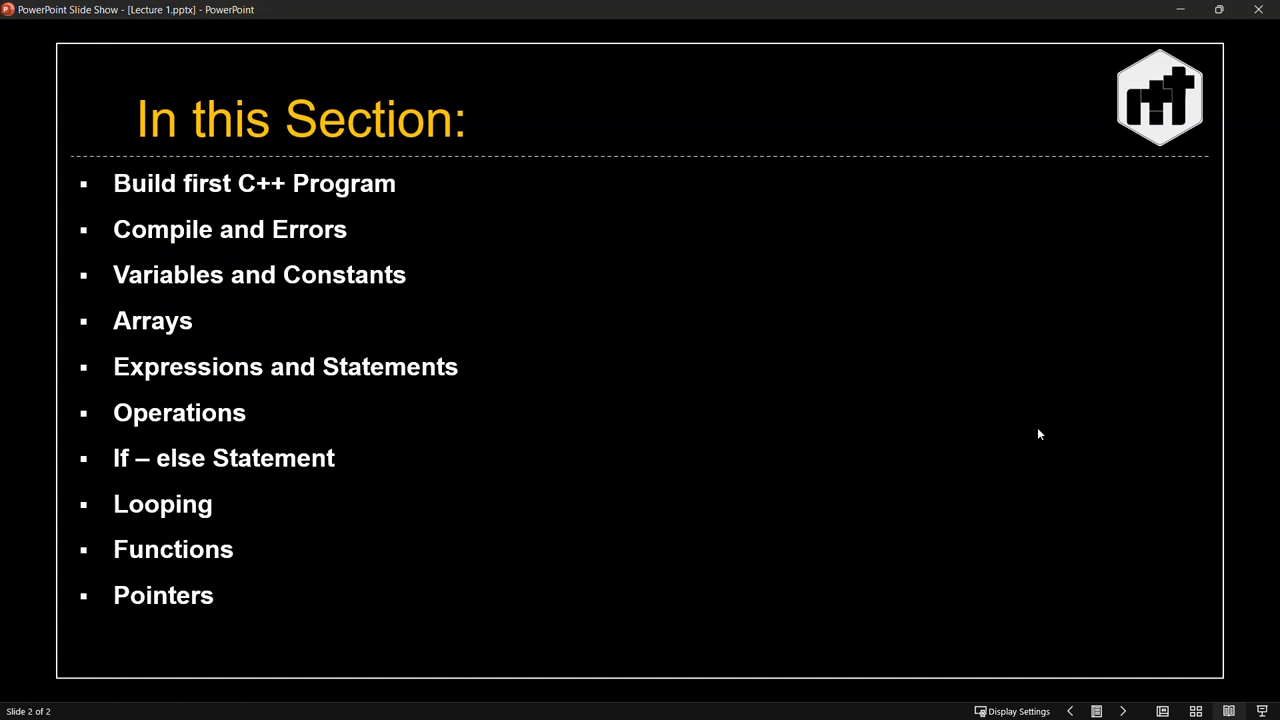 PowerPoint Slide Show - [Lecture 1.pptx] - PowerPoint
In this Section:
▪ Build first C++ Program
▪ Compile and Errors
▪ Variables and Constants
▪ Arrays
▪ Expressions and Statements
▪ Operations
▪ If – else Statement
▪ Looping
▪ Functions
▪ Pointers
Slide 2 of 2
Display Settings